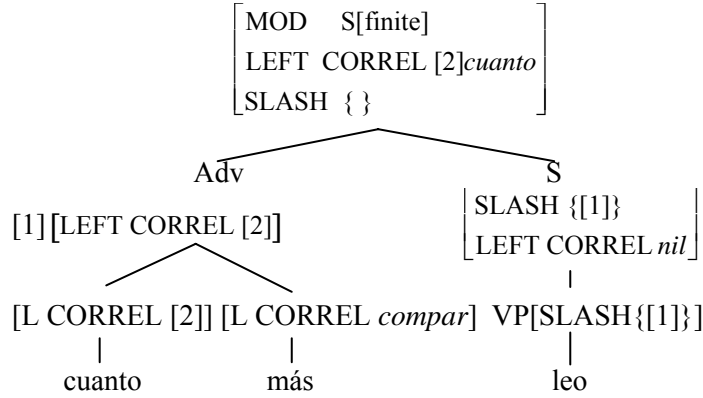 MOD S[finite]
LEFT CORREL [2]cuanto
SLASH { }
Adv S
[1][LEFT CORREL [2]] SLASH {[1]}
LEFT CORREL nil
[L CORREL [2]] [L CORREL compar] VP[SLASH{[1]}]
cuanto más leo